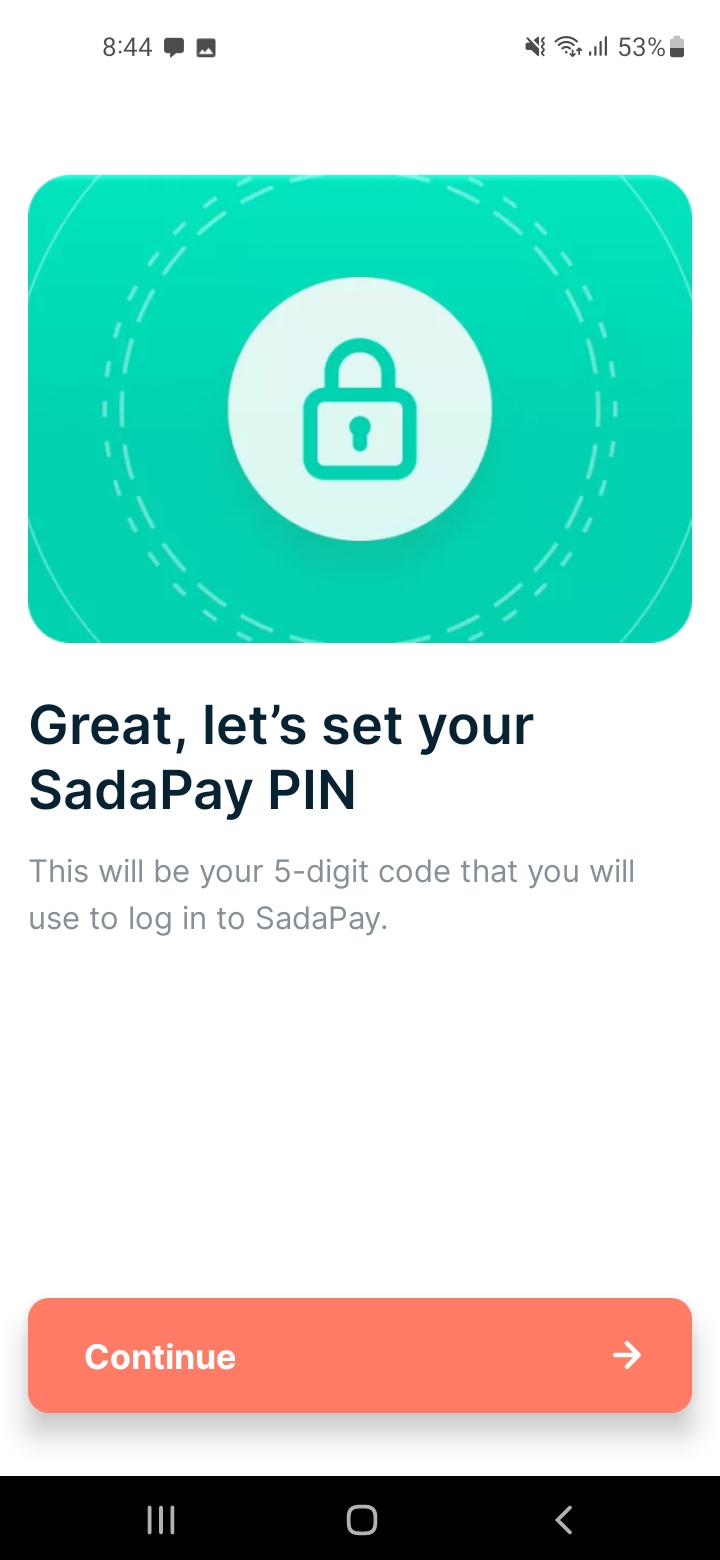 8:44 53%
Great, let’s set your
SadaPay PIN
This will be your 5-digit code that you will
use to log in to SadaPay.
Continue